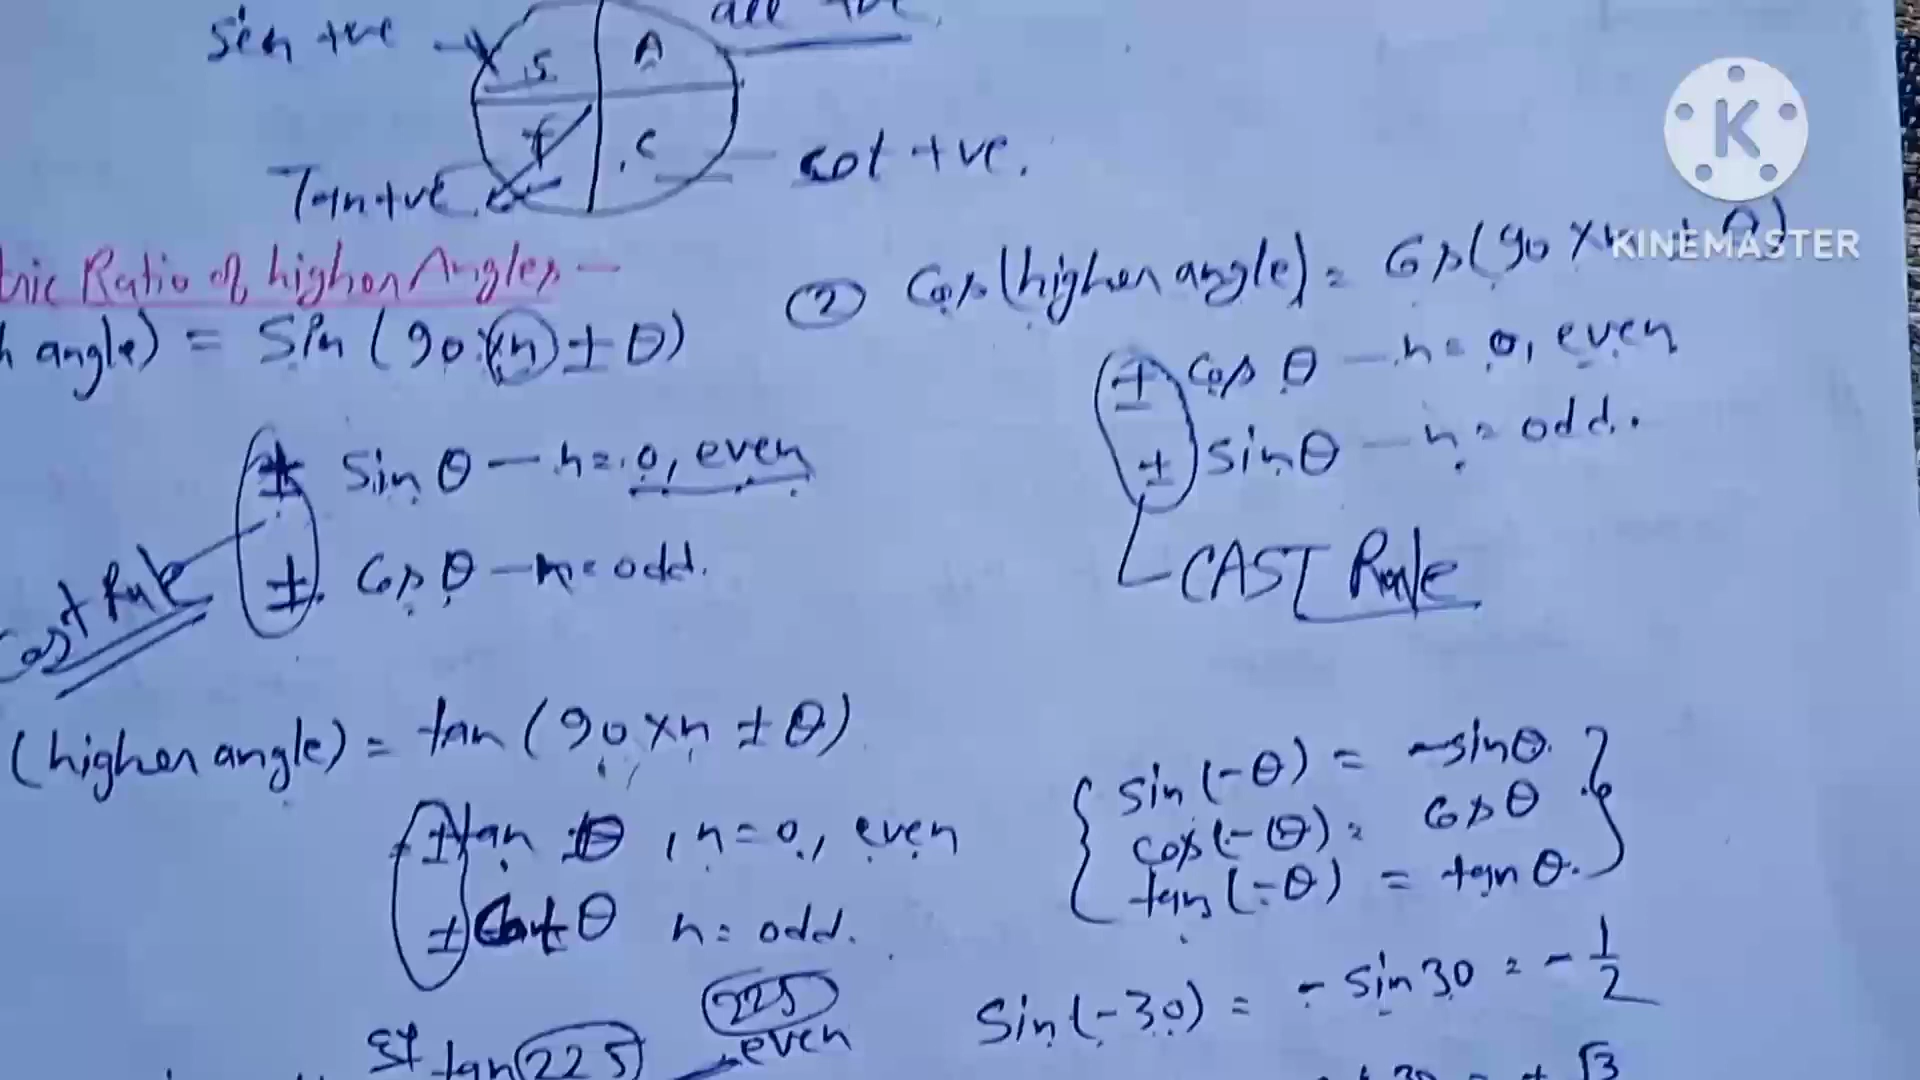 all +ve.
Sin +ve
S A
T C
cot +ve.
Tan +ve
tric Ratio of higher Angles -
h angle) = Sin (90 × n ± θ)
± sin θ — n = 0, even
± cos θ — n = odd.
Cast Rule
② Cos (higher angle) = Cos (90 × n ± θ)
± cos θ — n = 0, even
± sin θ — n = odd.
CAST Rule
(higher angle) = tan (90 × n ± θ)
± tan θ , n = 0, even
± Cot θ n = odd.
sin (-θ) = -sin θ.
cos (-θ) = cos θ
tan (-θ) = tan θ.
Sin (-30) = - sin 30 = - 1/2
225
even
tan 225
30 = + √3
K
KINEMASTER